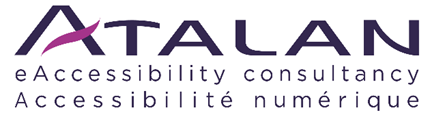 ATALAN
eAccessibility consultancy
Accessibilité numérique